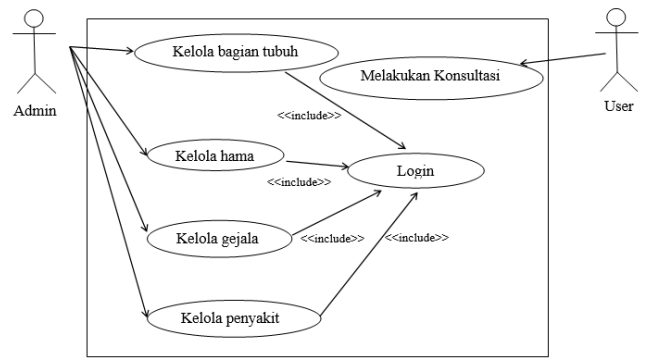 Kelola bagian tubuh
Melakukan Konsultasi
Admin
User
<<include>>
Kelola hama
Login
<<include>>
Kelola gejala
<<include>>
<<include>>
Kelola penyakit